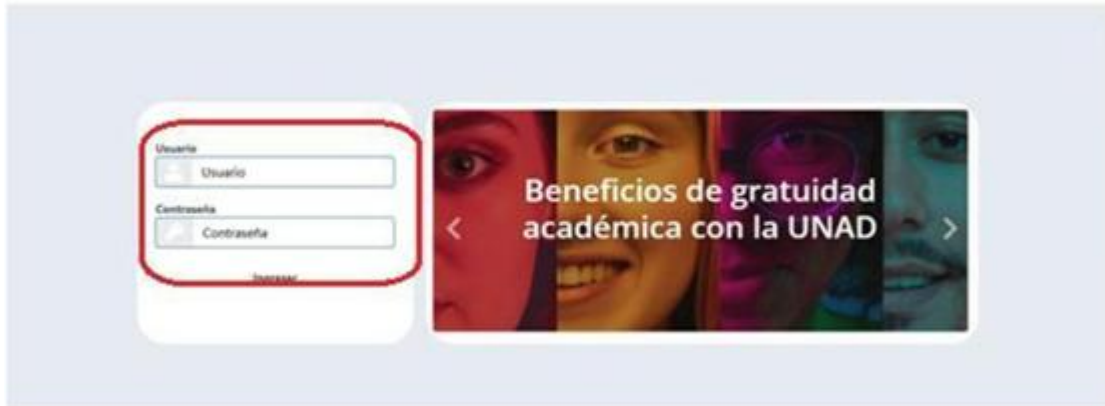 Usuario
Usuario
Contraseña
Contraseña
Ingresar
Beneficios de gratuidad
académica con la UNAD